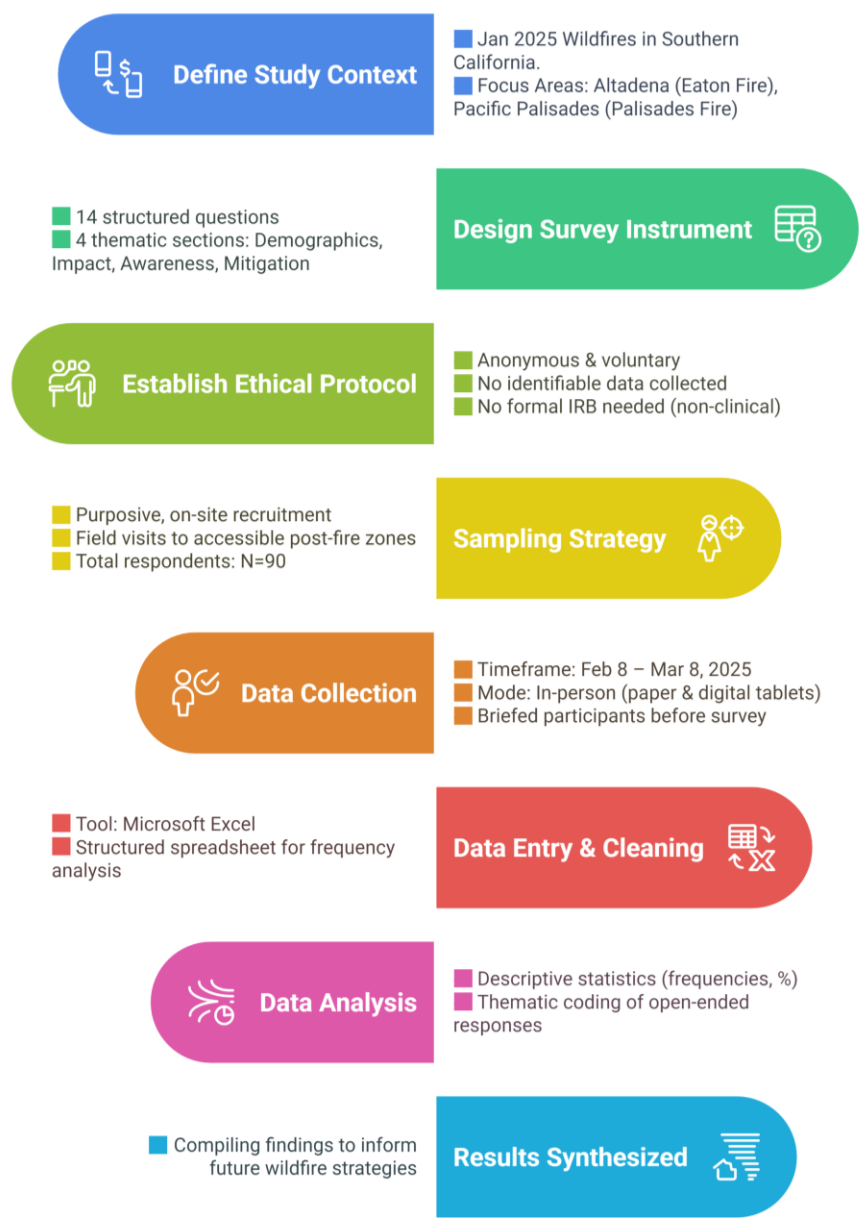 Define Study Context
Jan 2025 Wildfires in Southern
California.
Focus Areas: Altadena (Eaton Fire),
Pacific Palisades (Palisades Fire)
14 structured questions
4 thematic sections: Demographics,
Impact, Awareness, Mitigation
Design Survey Instrument
Establish Ethical Protocol
Anonymous & voluntary
No identifiable data collected
No formal IRB needed (non-clinical)
Purposive, on-site recruitment
Field visits to accessible post-fire zones
Total respondents: N=90
Sampling Strategy
Data Collection
Timeframe: Feb 8 – Mar 8, 2025
Mode: In-person (paper & digital tablets)
Briefed participants before survey
Tool: Microsoft Excel
Structured spreadsheet for frequency
analysis
Data Entry & Cleaning
Data Analysis
Descriptive statistics (frequencies, %)
Thematic coding of open-ended
responses
Compiling findings to inform
future wildfire strategies
Results Synthesized